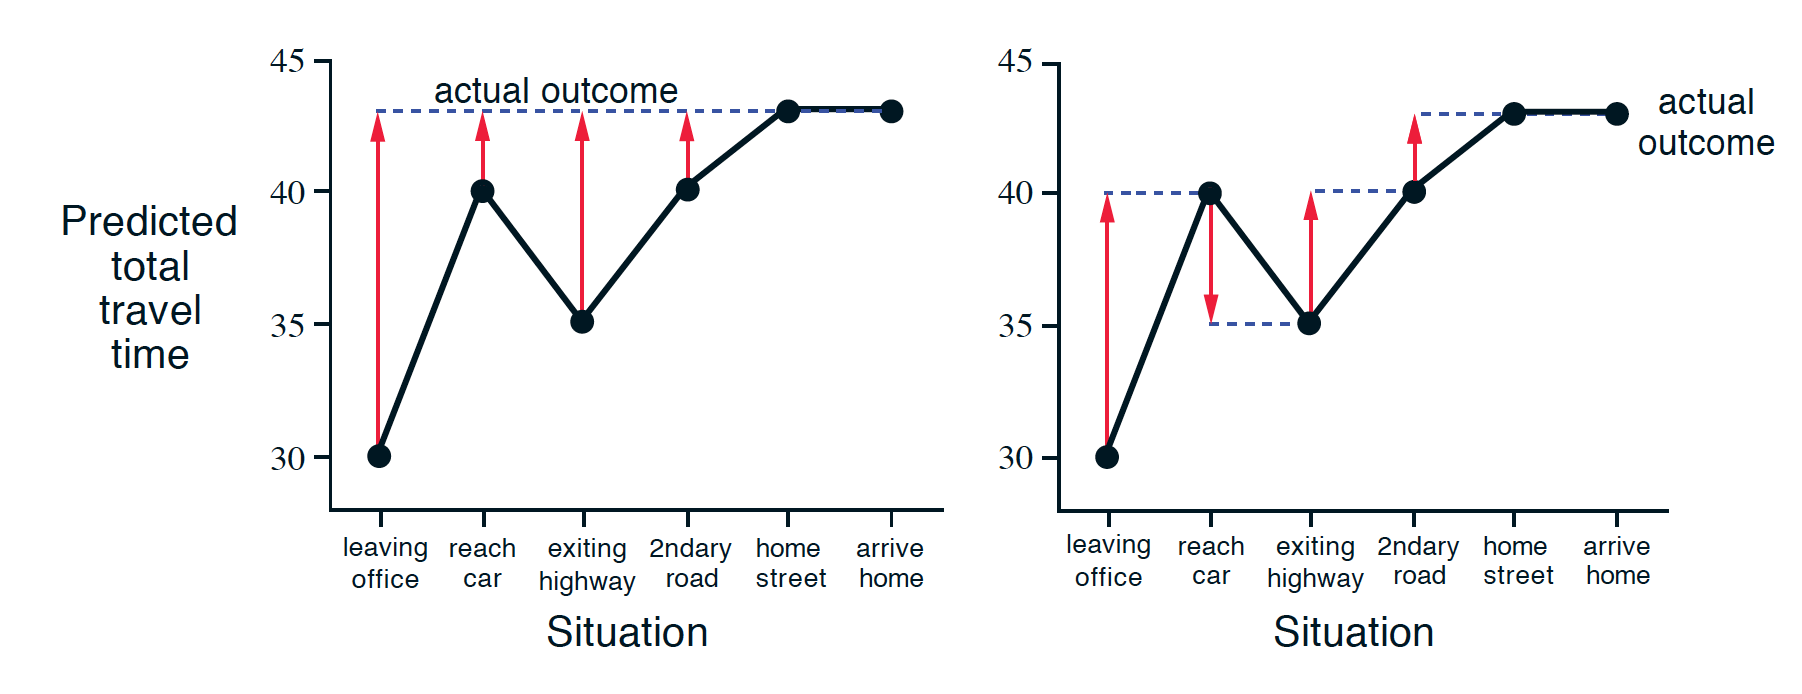 45
40
35
30
Predicted
total
travel
time
actual outcome
leaving
office
reach
car
exiting
highway
2ndary
road
home
street
arrive
home
Situation
45
40
35
30
actual
outcome
leaving
office
reach
car
exiting
highway
2ndary
road
home
street
arrive
home
Situation